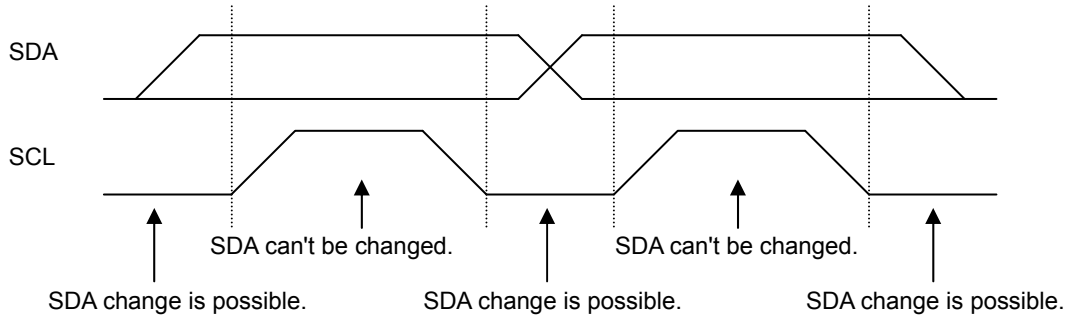 SDA
SCL
SDA can't be changed.
SDA can't be changed.
SDA change is possible.
SDA change is possible.
SDA change is possible.